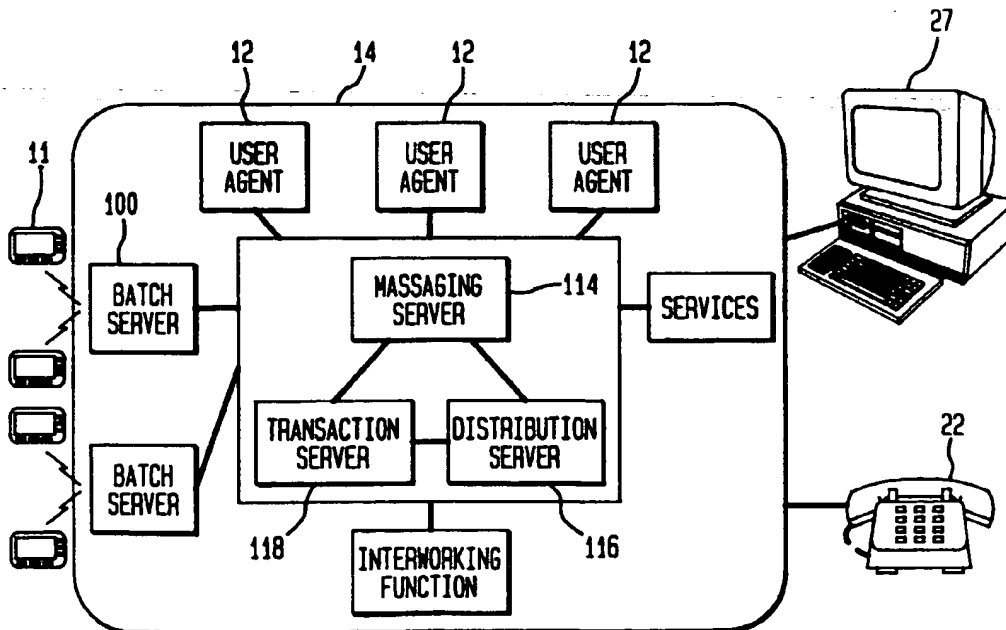 12
14
12
12
27
USER
AGENT
USER
AGENT
USER
AGENT
11
100
BATCH
SERVER
MASSAGING
SERVER
114
SERVICES
TRANSACTION
SERVER
DISTRIBUTION
SERVER
22
BATCH
SERVER
118
116
INTERWORKING
FUNCTION